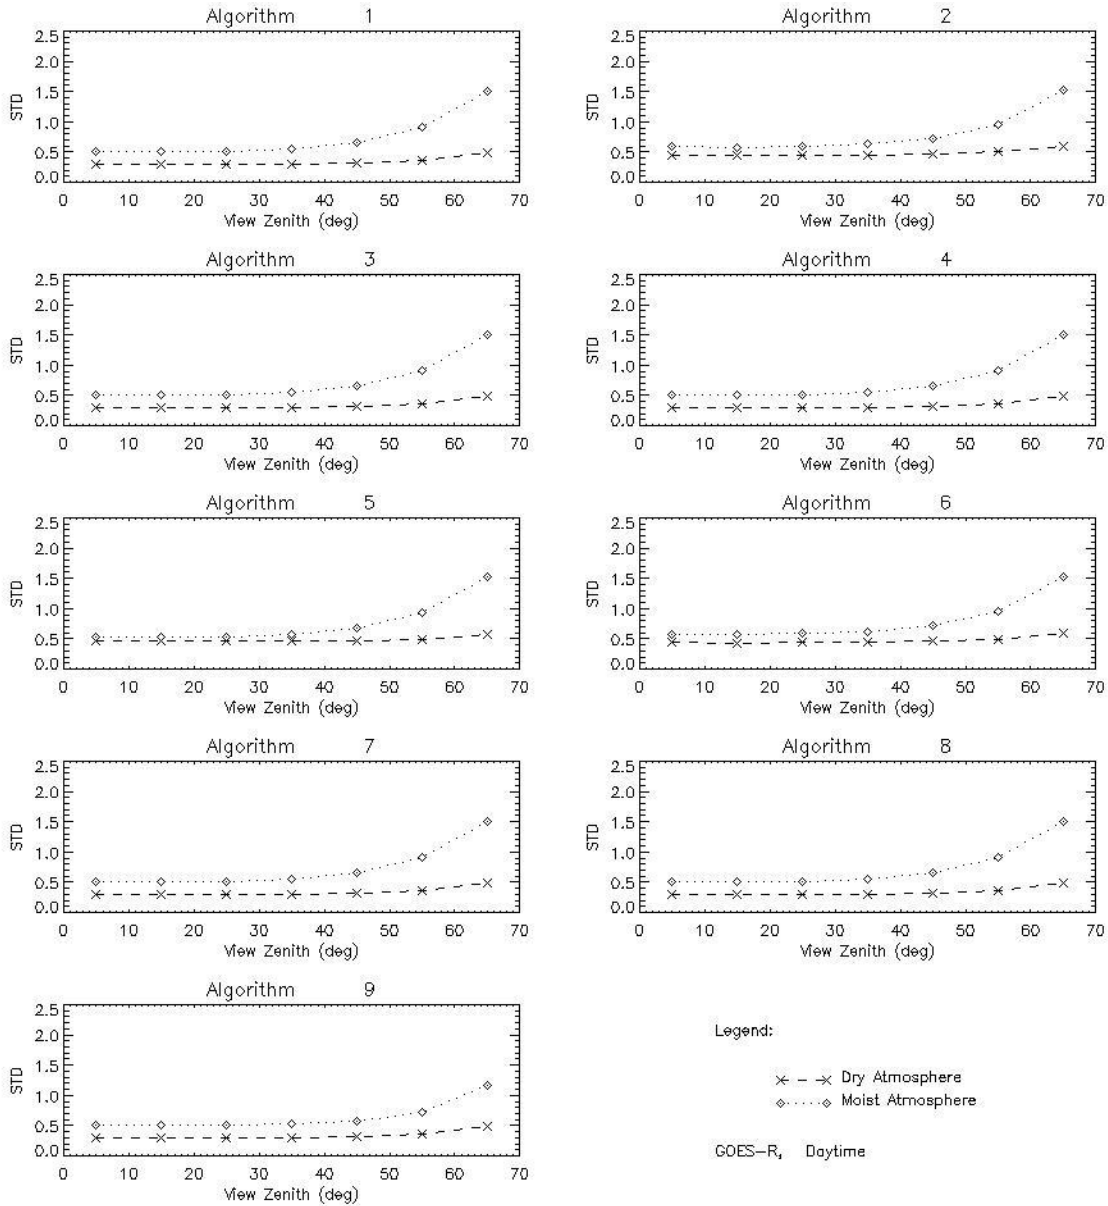 Algorithm 1
2.5
2.0
1.5
1.0
0.5
0.0
STD
0 10 20 30 40 50 60 70
View Zenith (deg)
Algorithm 2
2.5
2.0
1.5
1.0
0.5
0.0
STD
0 10 20 30 40 50 60 70
View Zenith (deg)
Algorithm 3
2.5
2.0
1.5
1.0
0.5
0.0
STD
0 10 20 30 40 50 60 70
View Zenith (deg)
Algorithm 4
2.5
2.0
1.5
1.0
0.5
0.0
STD
0 10 20 30 40 50 60 70
View Zenith (deg)
Algorithm 5
2.5
2.0
1.5
1.0
0.5
0.0
STD
0 10 20 30 40 50 60 70
View Zenith (deg)
Algorithm 6
2.5
2.0
1.5
1.0
0.5
0.0
STD
0 10 20 30 40 50 60 70
View Zenith (deg)
Algorithm 7
2.5
2.0
1.5
1.0
0.5
0.0
STD
0 10 20 30 40 50 60 70
View Zenith (deg)
Algorithm 8
2.5
2.0
1.5
1.0
0.5
0.0
STD
0 10 20 30 40 50 60 70
View Zenith (deg)
Algorithm 9
2.5
2.0
1.5
1.0
0.5
0.0
STD
0 10 20 30 40 50 60 70
View Zenith (deg)
Legend:
Dry Atmosphere
Moist Atmosphere
GOES-R, Daytime